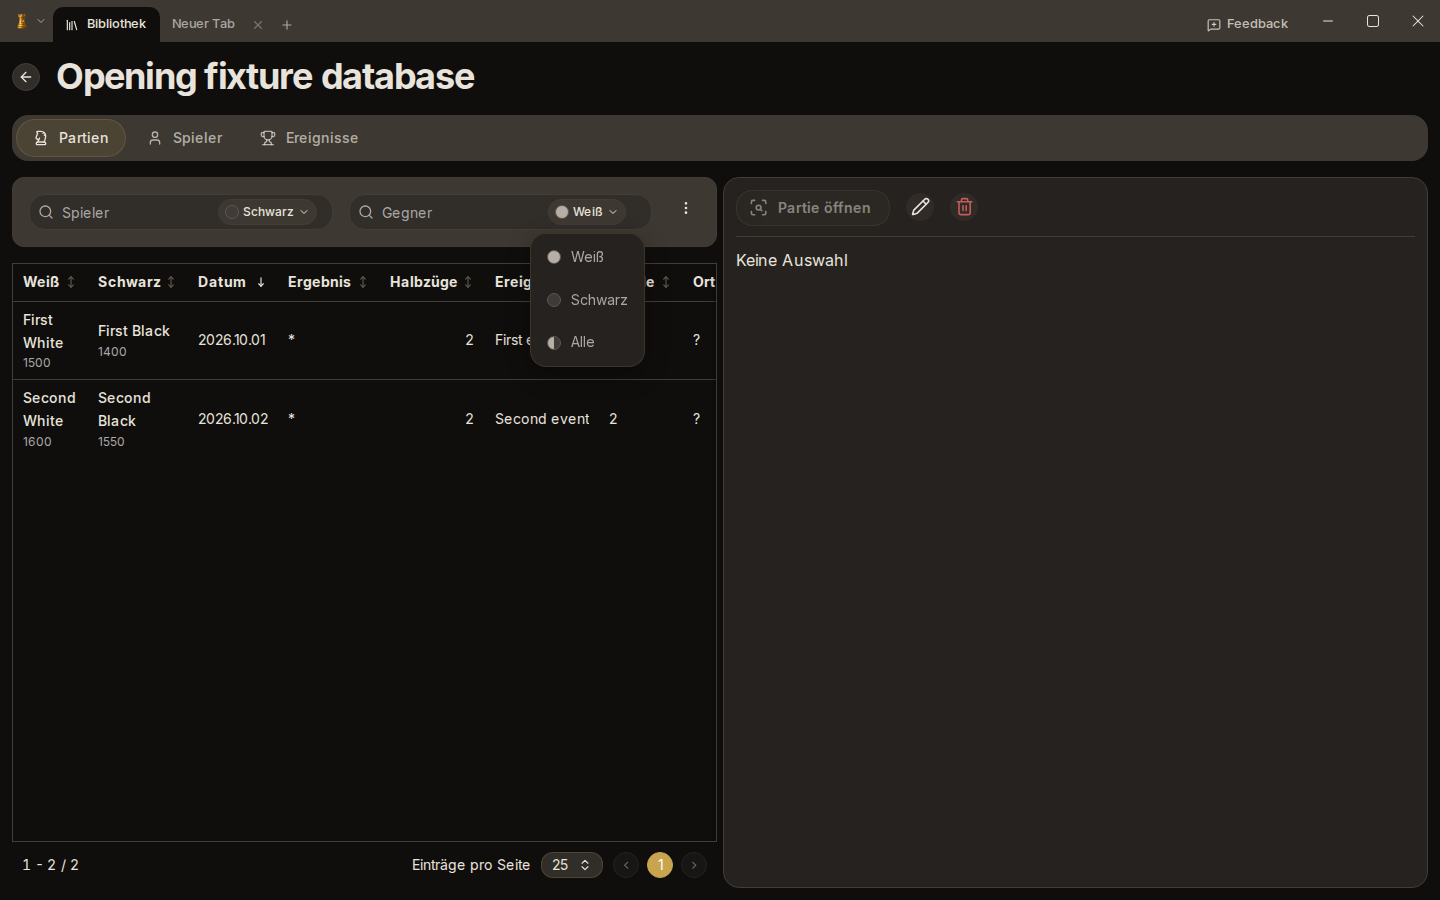 Bibliothek
Neuer Tab
Feedback
Opening fixture database
Partien
Spieler
Ereignisse
Spieler
Schwarz
Gegner
Weiß
Weiß
Schwarz
Alle
Partie öffnen
Keine Auswahl
Weiß
Schwarz
Datum
Ergebnis
Halbzüge
Ereig
e
Ort
First White
1500
First Black
1400
2026.10.01
*
2
First e
?
Second White
1600
Second Black
1550
2026.10.02
*
2
Second event
2
?
1 - 2 / 2
Einträge pro Seite
25
1